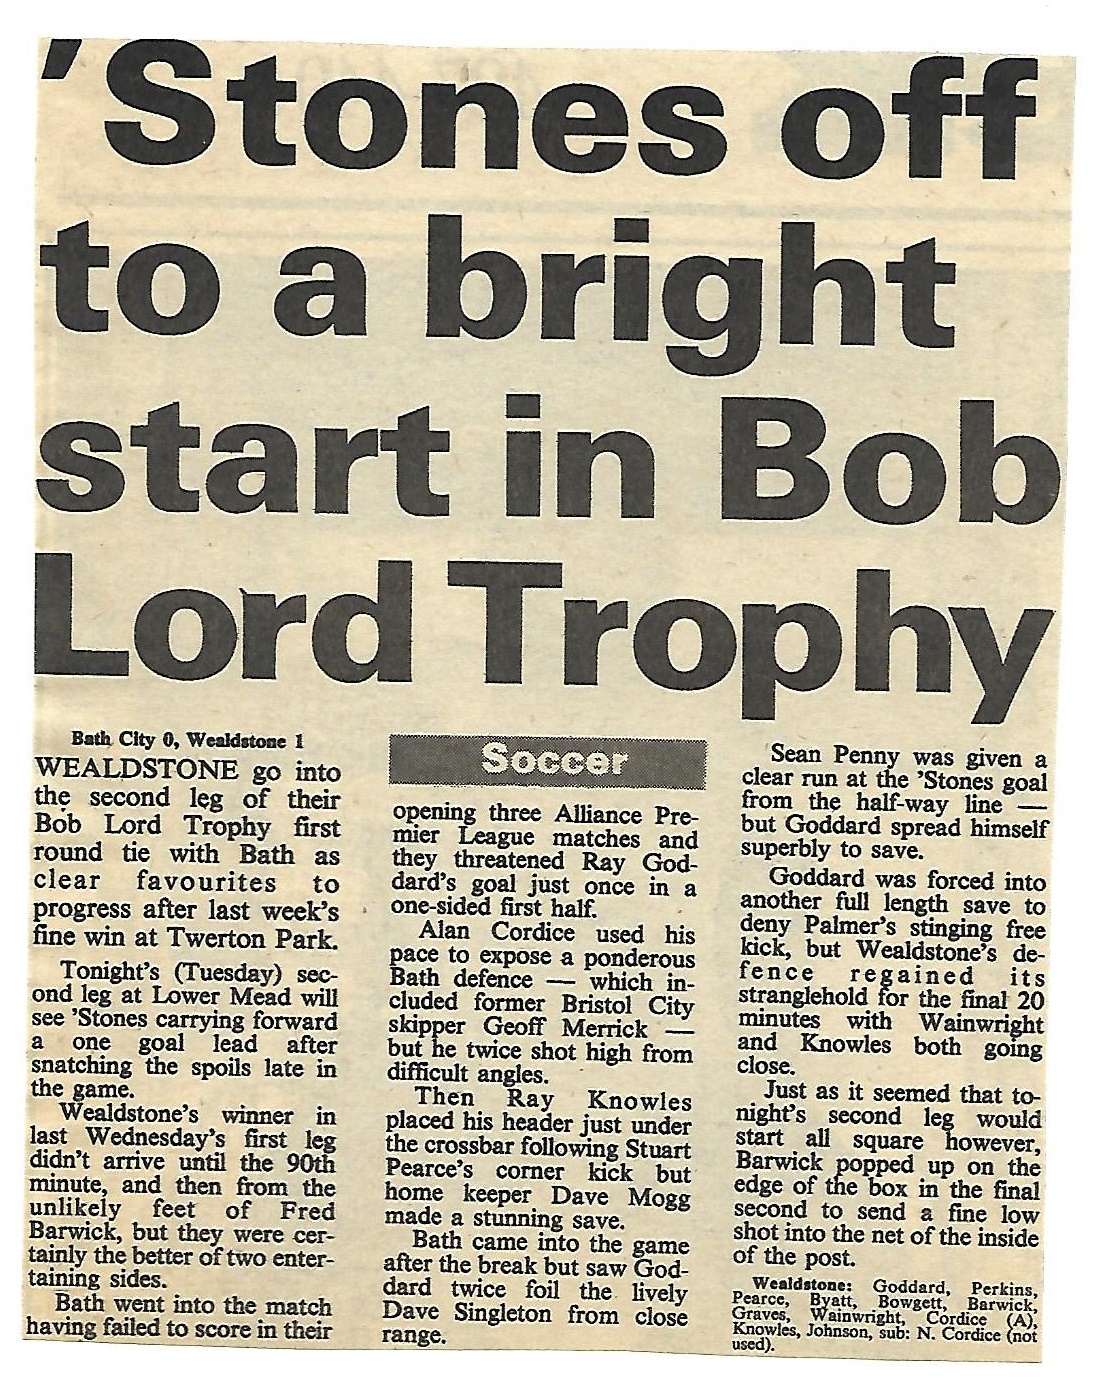 'Stones off
to a bright
start in Bob
Lord Trophy
Bath City 0, Wealdstone 1
WEALDSTONE go into
the second leg of their
Bob Lord Trophy first
round tie with Bath as
clear favourites to
progress after last week's
fine win at Twerton Park.
Tonight's (Tuesday) sec-
ond leg at Lower Mead will
see 'Stones carrying forward
a one goal lead after
snatching the spoils late in
the game.
Wealdstone's winner in
last Wednesday's first leg
didn't arrive until the 90th
minute, and then from the
unlikely feet of Fred
Barwick, but they were cer-
tainly the better of two enter-
taining sides.
Bath went into the match
having failed to score in their
Soccer
opening three Alliance Pre-
mier League matches and
they threatened Ray God-
dard's goal just once in a
one-sided first half.
Alan Cordice used his
pace to expose a ponderous
Bath defence — which in-
cluded former Bristol City
skipper Geoff Merrick —
but he twice shot high from
difficult angles.
Then Ray Knowles
placed his header just under
the crossbar following Stuart
Pearce's corner kick but
home keeper Dave Mogg
made a stunning save.
Bath came into the game
after the break but saw God-
dard twice foil the lively
Dave Singleton from close
range.
Sean Penny was given a
clear run at the 'Stones goal
from the half-way line —
but Goddard spread himself
superbly to save.
Goddard was forced into
another full length save to
deny Palmer's stinging free
kick, but Wealdstone's de-
fence regained its
stranglehold for the final 20
minutes with Wainwright
and Knowles both going
close.
Just as it seemed that to-
night's second leg would
start all square however,
Barwick popped up on the
edge of the box in the final
second to send a fine low
shot into the net of the inside
of the post.
Wealdstone: Goddard, Perkins,
Pearce, Byatt, Bowgett, Barwick,
Graves, Wainwright, Cordice (A),
Knowles, Johnson, sub: N. Cordice (not
used).